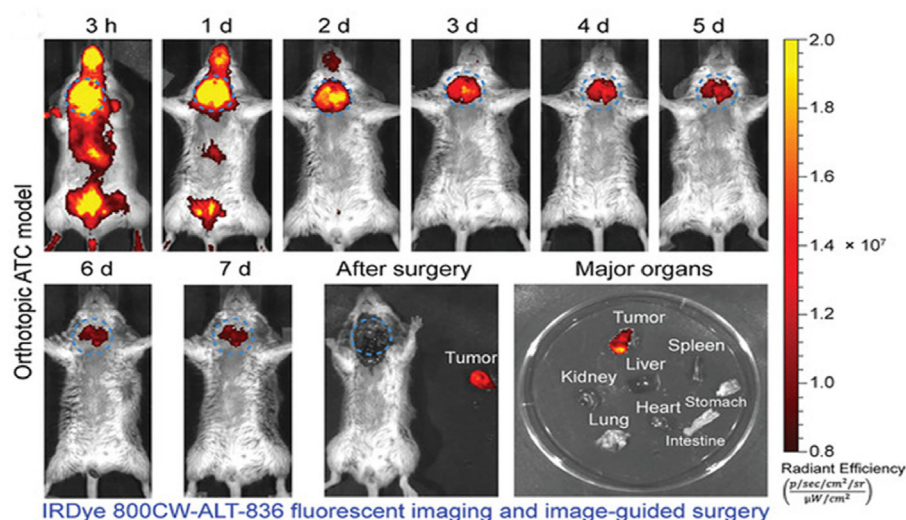 3 h 1 d 2 d 3 d 4 d 5 d
2.0
1.8
1.6
1.4 × 10⁷
1.2
1.0
0.8
Radiant Efficiency
(p/sec/cm²/sr / μW/cm²)
Orthotopic ATC model
6 d 7 d After surgery Major organs
Tumor
Tumor
Spleen
Liver
Kidney
Stomach
Heart
Lung
Intestine
IRDye 800CW-ALT-836 fluorescent imaging and image-guided surgery